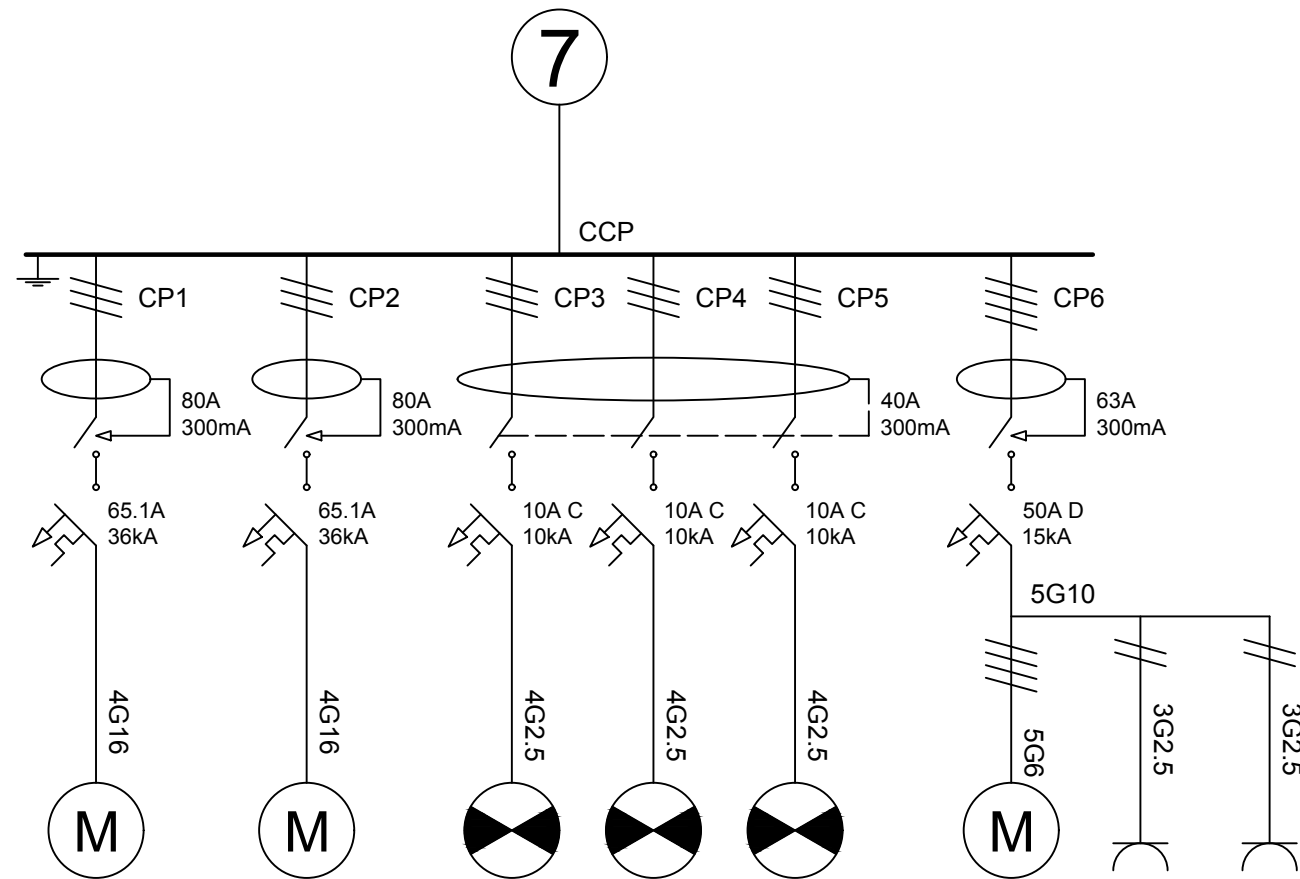 7
CCP
CP1
CP2
CP3
CP4
CP5
CP6
80A
300mA
80A
300mA
40A
300mA
63A
300mA
65.1A
36kA
65.1A
36kA
10A C
10kA
10A C
10kA
10A C
10kA
50A D
15kA
5G10
4G16
4G16
4G2.5
4G2.5
4G2.5
5G6
3G2.5
3G2.5
M
M
M